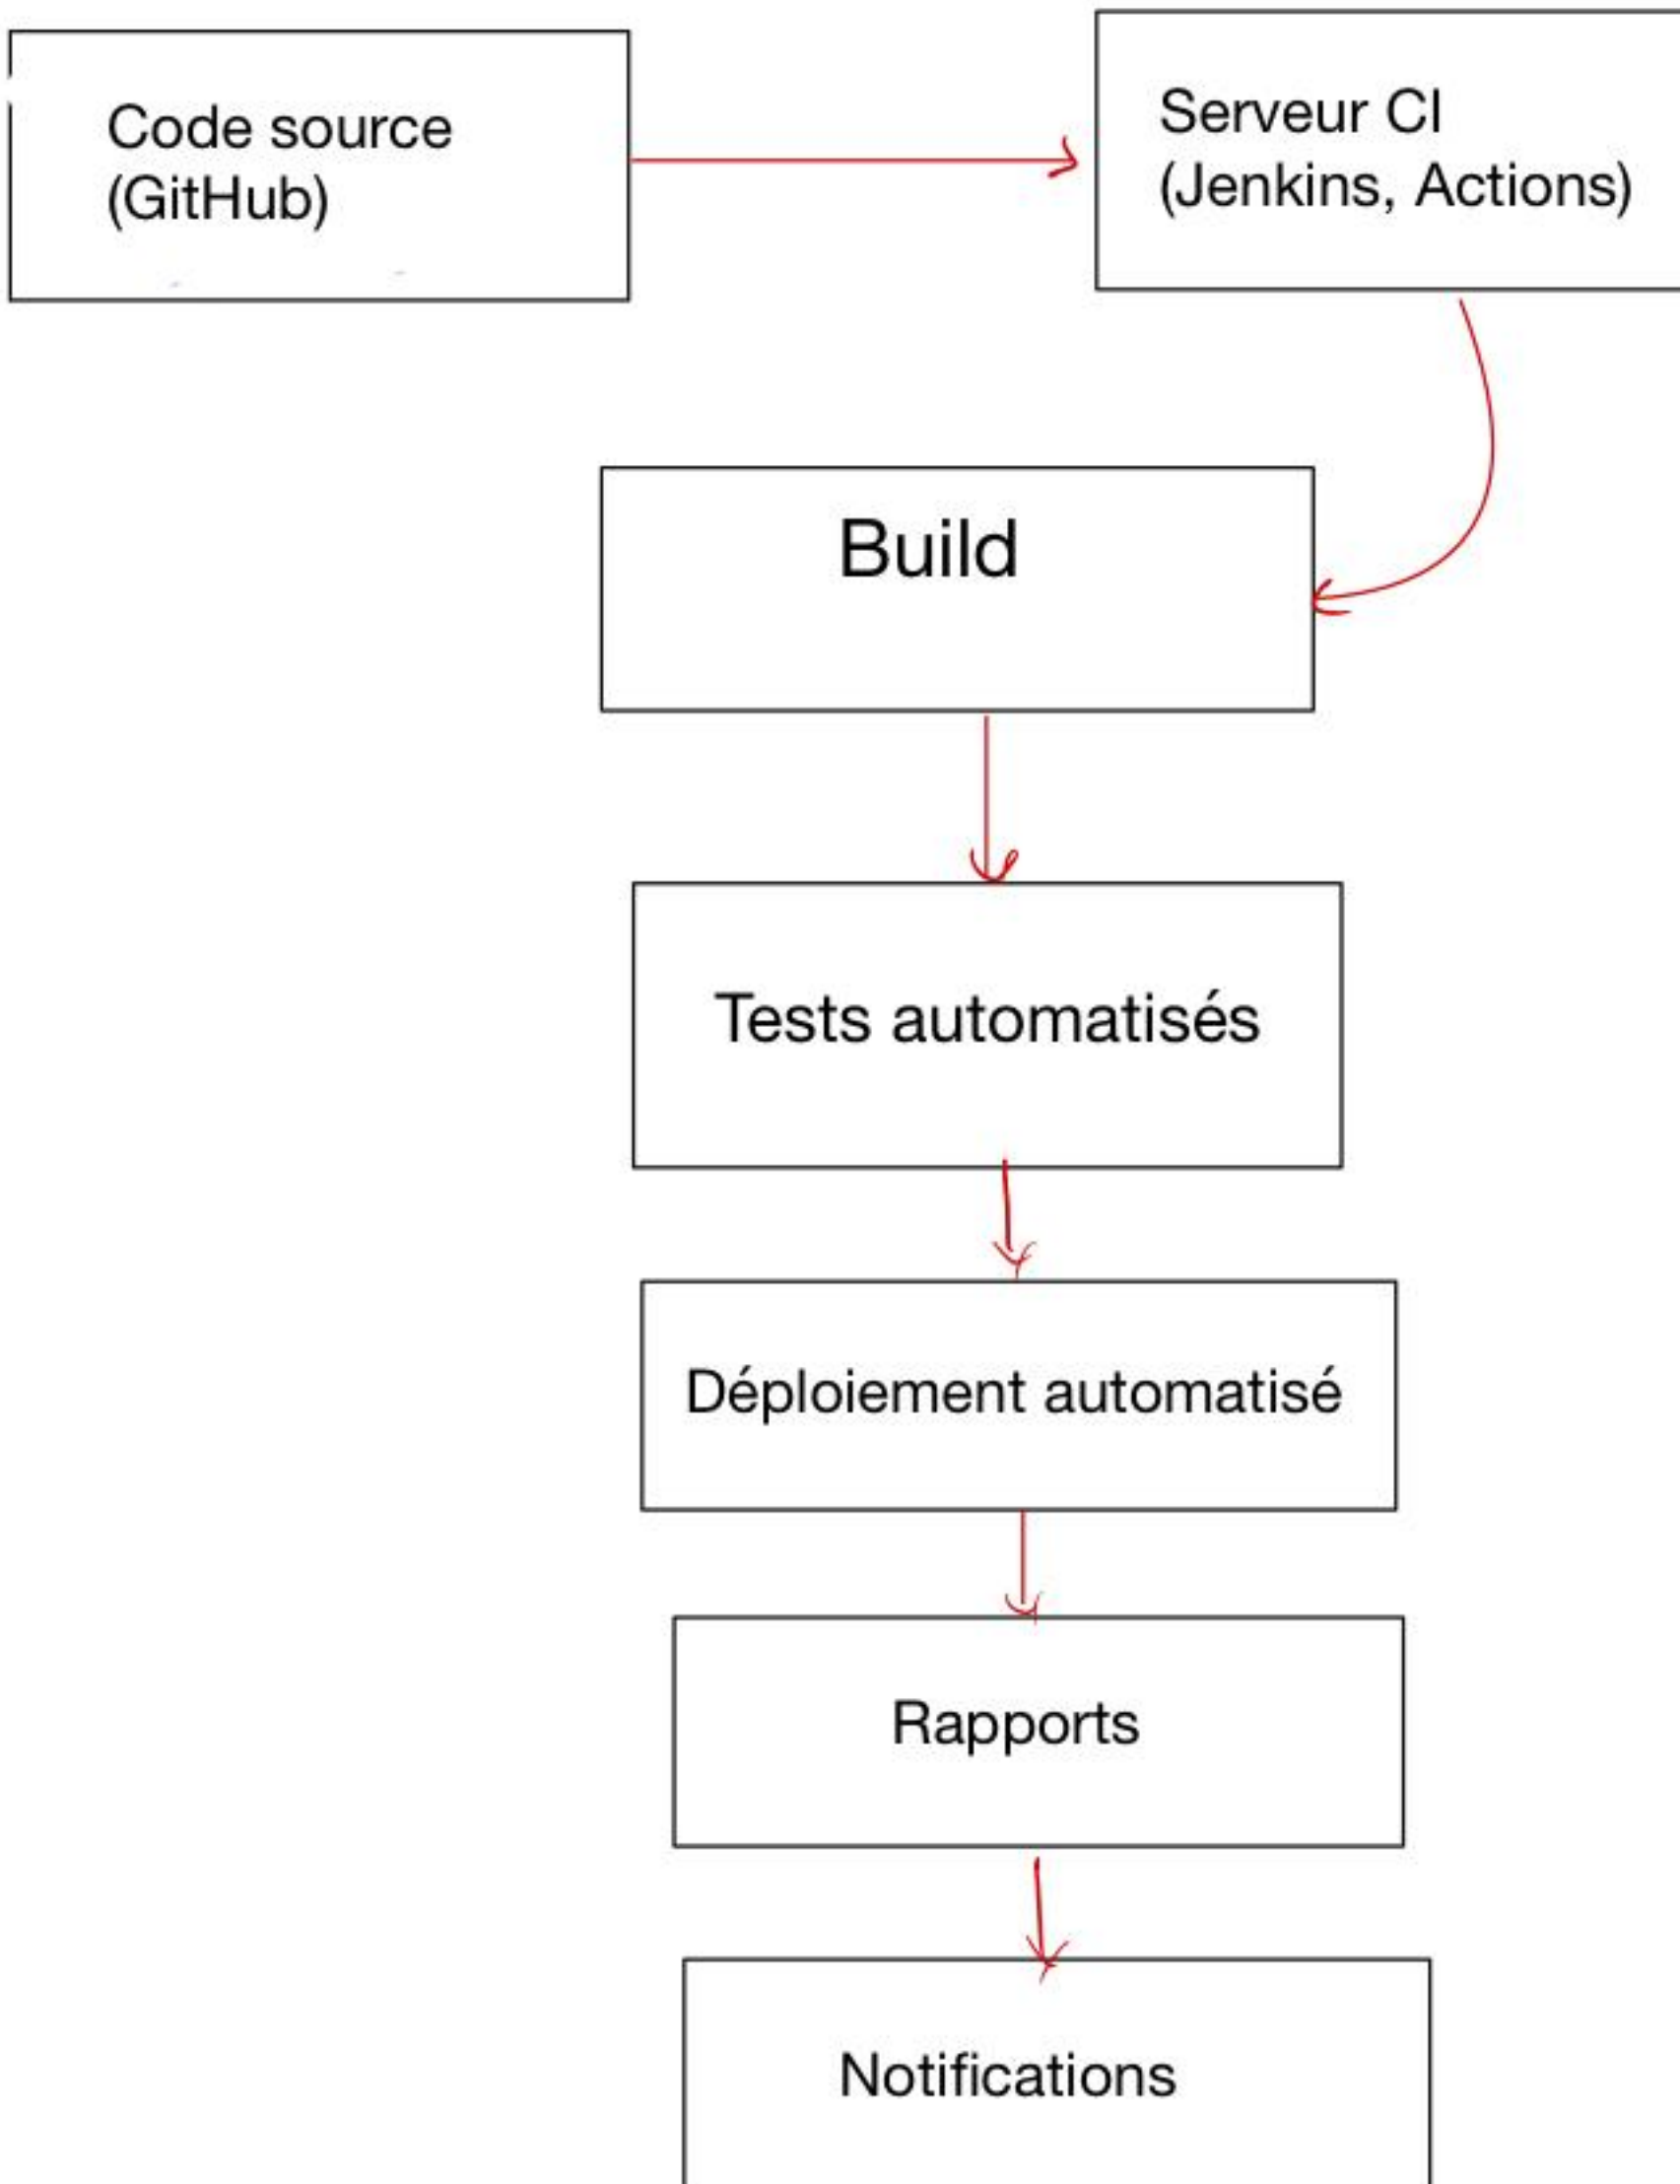 Code source
(GitHub)
Serveur CI
(Jenkins, Actions)
Build
Tests automatisés
Déploiement automatisé
Rapports
Notifications